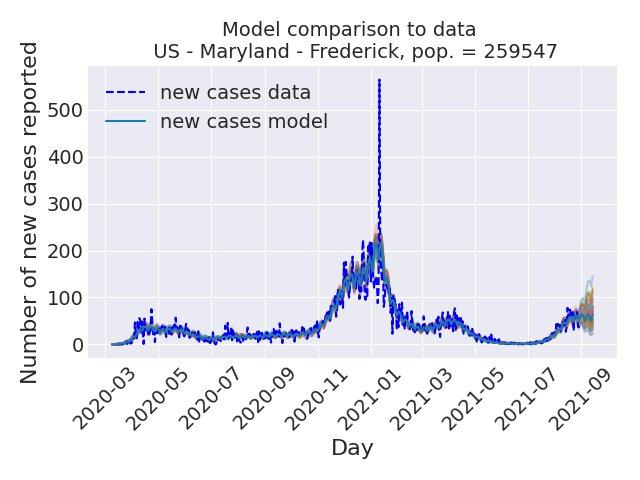 Model comparison to data
US - Maryland - Frederick, pop. = 259547
Number of new cases reported
new cases data
new cases model
500
400
300
200
100
0
2020-03
2020-05
2020-07
2020-09
2020-11
2021-01
2021-03
2021-05
2021-07
2021-09
Day